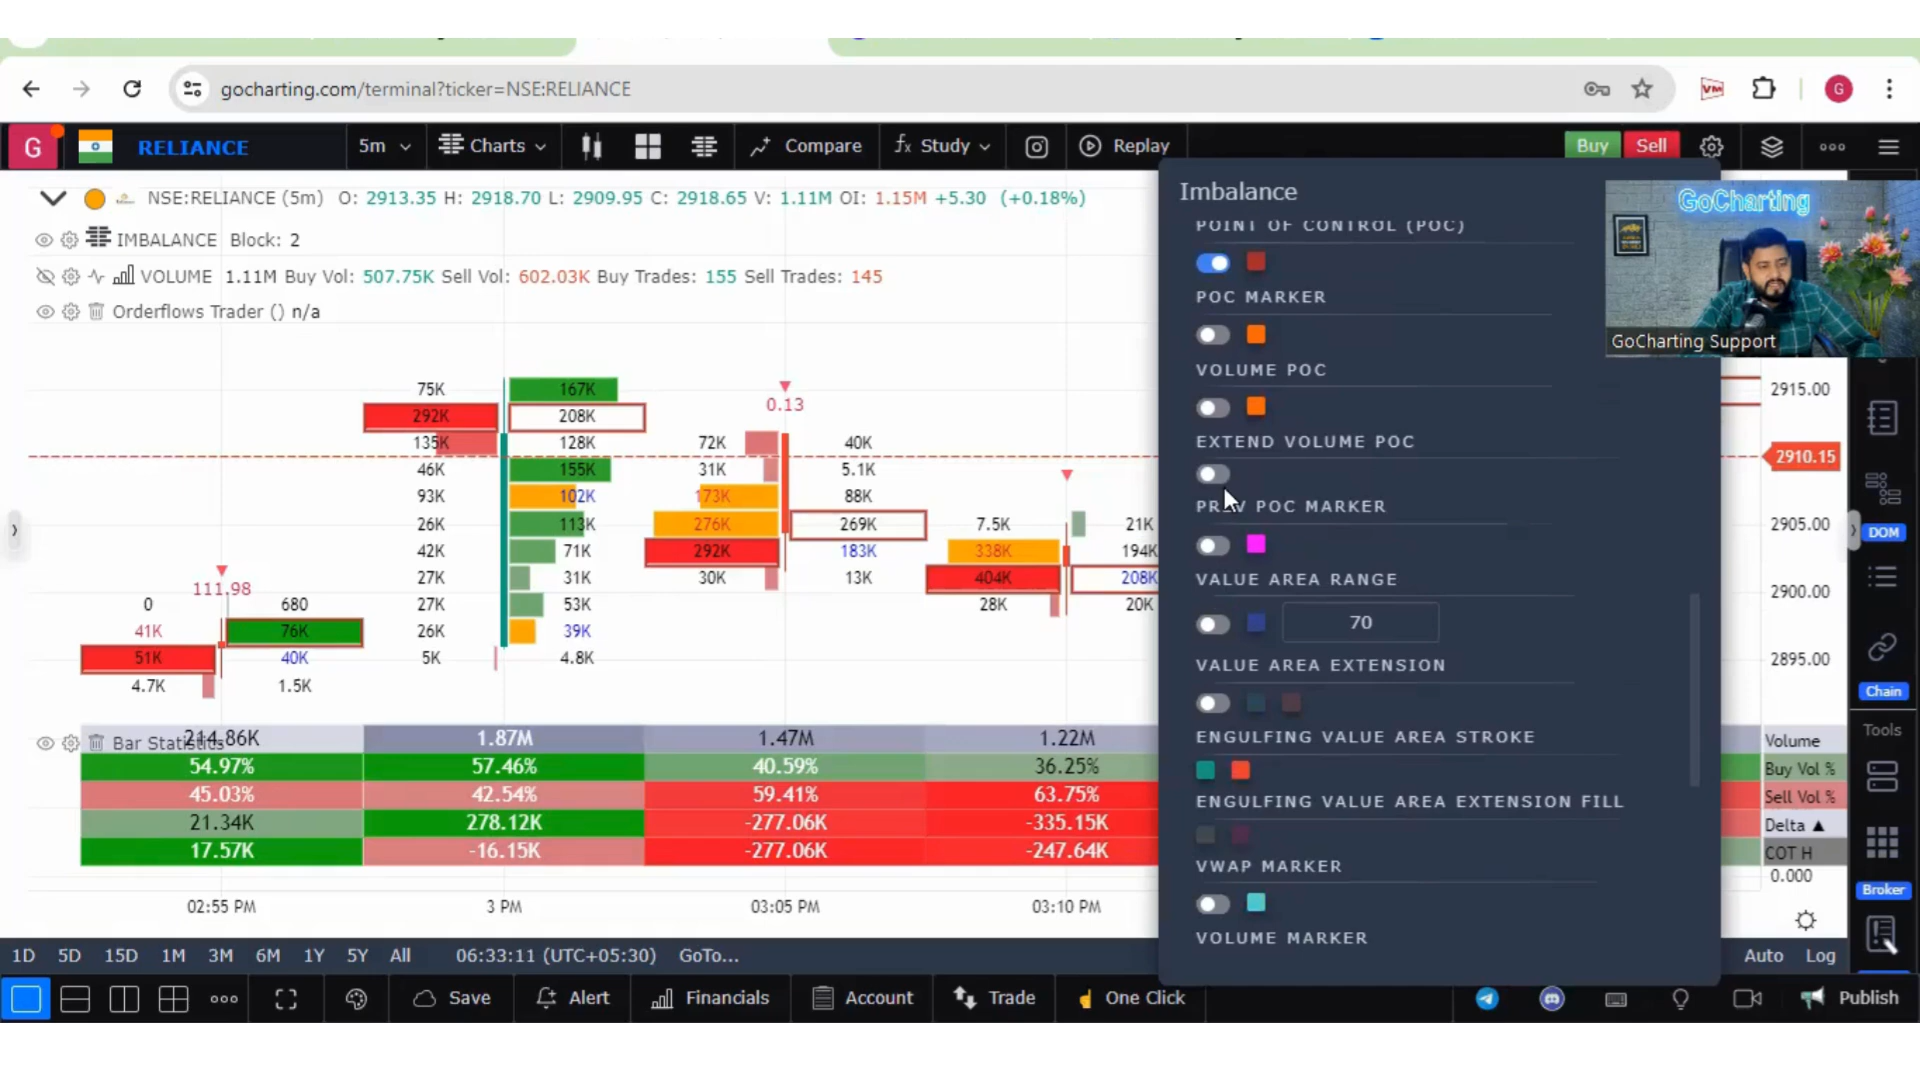 gocharting.com/terminal?ticker=NSE:RELIANCE
VM
G
G
RELIANCE
5m
Charts
Compare
fx Study
Replay
Buy
Sell
NSE:RELIANCE (5m) O: 2913.35 H: 2918.70 L: 2909.95 C: 2918.65 V: 1.11M OI: 1.15M +5.30 (+0.18%)
IMBALANCE Block: 2
VOLUME 1.11M Buy Vol: 507.75K Sell Vol: 602.03K Buy Trades: 155 Sell Trades: 145
Orderflows Trader () n/a
75K 167K
292K 208K 0.13
135K 128K 72K 40K
46K 155K 31K 5.1K
93K 102K 173K 88K
26K 113K 276K 269K 7.5K 21K
42K 71K 292K 183K 338K 194K
27K 31K 30K 13K 404K 208K
111.98
0 680 27K 53K 28K 20K
41K 76K 26K 39K
51K 40K 5K 4.8K
4.7K 1.5K
Bar Statistics
214.86K 1.87M 1.47M 1.22M Volume
54.97% 57.46% 40.59% 36.25% Buy Vol %
45.03% 42.54% 59.41% 63.75% Sell Vol %
21.34K 278.12K -277.06K -335.15K Delta ▲
17.57K -16.15K -277.06K -247.64K COT H
0.000
02:55 PM 3 PM 03:05 PM 03:10 PM
Imbalance
POINT OF CONTROL (POC)
POC MARKER
VOLUME POC
EXTEND VOLUME POC
PREV POC MARKER
VALUE AREA RANGE
70
VALUE AREA EXTENSION
ENGULFING VALUE AREA STROKE
ENGULFING VALUE AREA EXTENSION FILL
VWAP MARKER
VOLUME MARKER
GoCharting
GoCharting Support
2915.00
2910.15
2905.00
2900.00
2895.00
DOM
Chain
Tools
Broker
1D 5D 15D 1M 3M 6M 1Y 5Y All 06:33:11 (UTC+05:30) GoTo... Auto Log
Save Alert Financials Account Trade One Click Publish